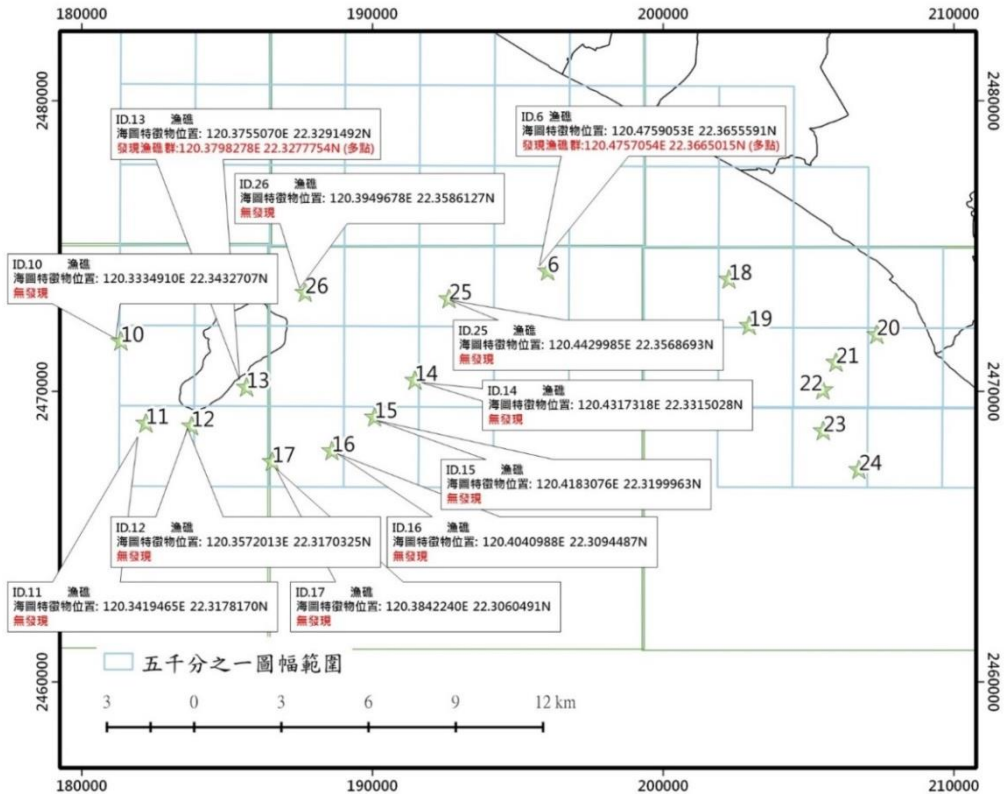 180000
190000
200000
210000
2480000
2480000
ID.13 漁礁
海圖特徵物位置: 120.3755070E 22.3291492N
發現漁礁群:120.3798278E 22.3277754N (多點)
ID.6 漁礁
海圖特徵物位置: 120.4759053E 22.3655591N
發現漁礁群:120.4757054E 22.3665015N (多點)
ID.26 漁礁
海圖特徵物位置: 120.3949678E 22.3586127N
無發現
ID.10 漁礁
海圖特徵物位置: 120.3334910E 22.3432707N
無發現
6
18
26
25
19
20
10
ID.25 漁礁
海圖特徵物位置: 120.4429985E 22.3568693N
無發現
21
13
14
22
2470000
2470000
ID.14 漁礁
海圖特徵物位置: 120.4317318E 22.3315028N
無發現
11
12
15
23
16
17
24
ID.15 漁礁
海圖特徵物位置: 120.4183076E 22.3199963N
無發現
ID.12 漁礁
海圖特徵物位置: 120.3572013E 22.3170325N
無發現
ID.16 漁礁
海圖特徵物位置: 120.4040988E 22.3094487N
無發現
ID.11 漁礁
海圖特徵物位置: 120.3419465E 22.3178170N
無發現
ID.17 漁礁
海圖特徵物位置: 120.3842240E 22.3060491N
無發現
五千分之一圖幅範圍
2460000
2460000
3 0 3 6 9 12 km
180000
190000
200000
210000